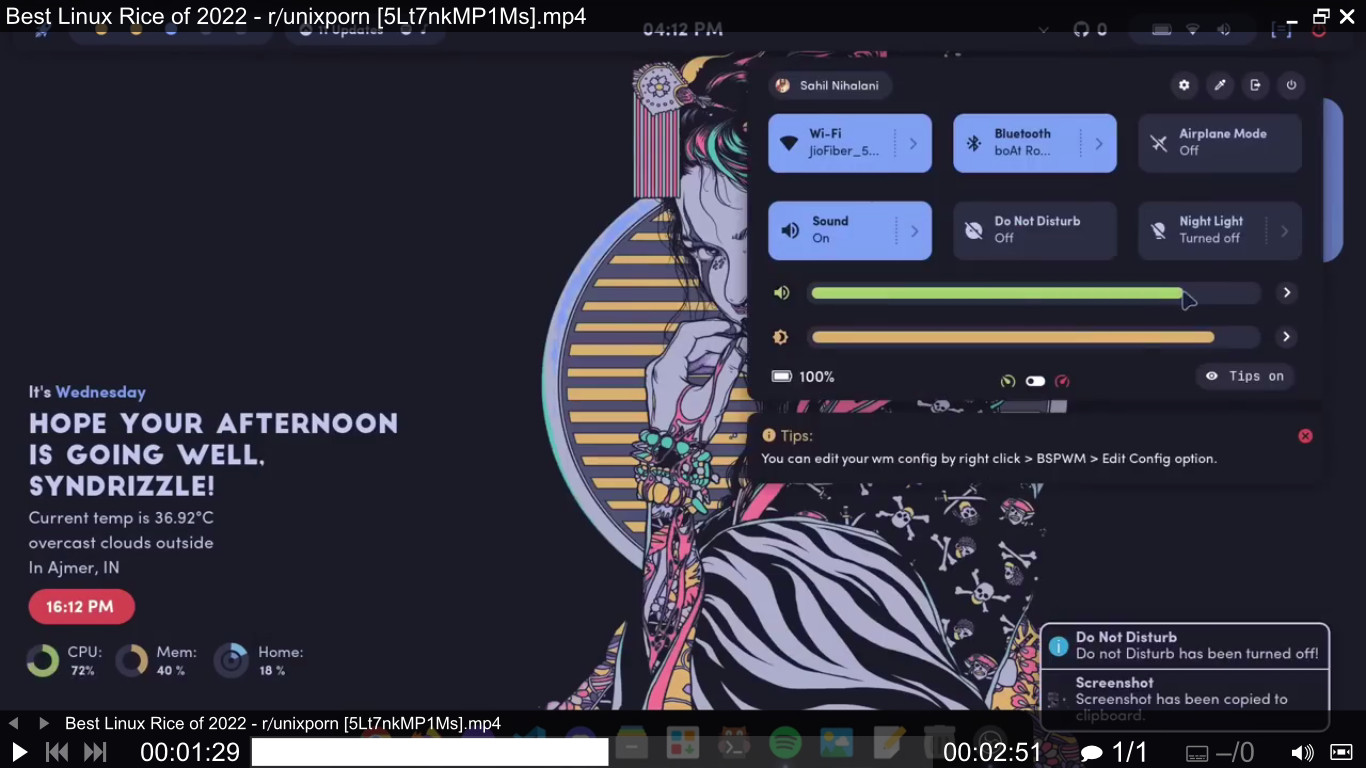 Best Linux Rice of 2022 - r/unixporn [5Lt7nkMP1Ms].mp4
17 Updates
04:12 PM
0
Sahil Nihalani
Wi-Fi
JioFiber_5...
Bluetooth
boAt Ro...
Airplane Mode
Off
Sound
On
Do Not Disturb
Off
Night Light
Turned off
100%
Tips on
Tips:
You can edit your wm config by right click > BSPWM > Edit Config option.
It's Wednesday
HOPE YOUR AFTERNOON
IS GOING WELL,
SYNDRIZZLE!
Current temp is 36.92°C
overcast clouds outside
In Ajmer, IN
16:12 PM
CPU:
72%
Mem:
40 %
Home:
18 %
Do Not Disturb
Do not Disturb has been turned off!
Screenshot
Screenshot has been copied to
clipboard.
Best Linux Rice of 2022 - r/unixporn [5Lt7nkMP1Ms].mp4
00:01:29
00:02:51
1/1
–/0